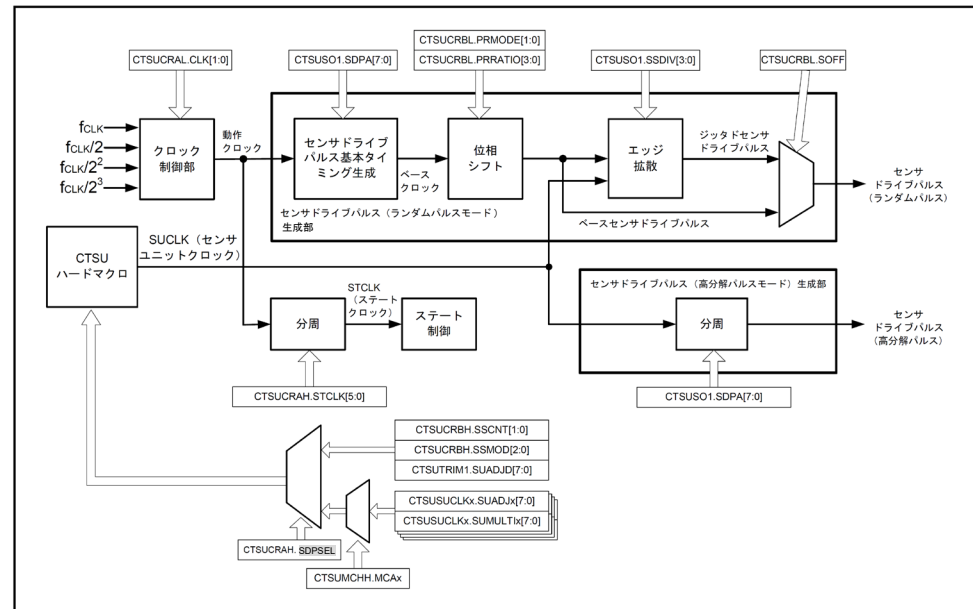 CTSUCRAL.CLK[1:0]
CTSUSO1.SDPA[7:0]
CTSUCRBL.PRMODE[1:0]
CTSUCRBL.PRRATIO[3:0]
CTSUSO1.SSDIV[3:0]
CTSUCRBL.SOFF
fCLK
fCLK/2
fCLK/2²
fCLK/2³
クロック
制御部
動作
クロック
センサドライブ
パルス基本タイ
ミング生成
ベース
クロック
位相
シフト
エッジ
拡散
ジッタドセンサ
ドライブパルス
ベースセンサドライブパルス
センサドライブパルス（ランダムパルスモード）
生成部
センサ
ドライブパルス
（ランダムパルス）
CTSU
ハードマクロ
SUCLK（センサ
ユニットクロック）
分周
STCLK
（ステート
クロック）
ステート
制御
CTSUCRAH.STCLK[5:0]
センサドライブパルス（高分解パルスモード）生成部
分周
センサ
ドライブパルス
（高分解パルス）
CTSUSO1.SDPA[7:0]
CTSUCRBH.SSCNT[1:0]
CTSUCRBH.SSMOD[2:0]
CTSUTRIM1.SUADJD[7:0]
CTSUSUCLKx.SUADJx[7:0]
CTSUSUCLKx.SUMULTIx[7:0]
CTSUCRAH.SDPSEL
CTSUMCHH.MCAx